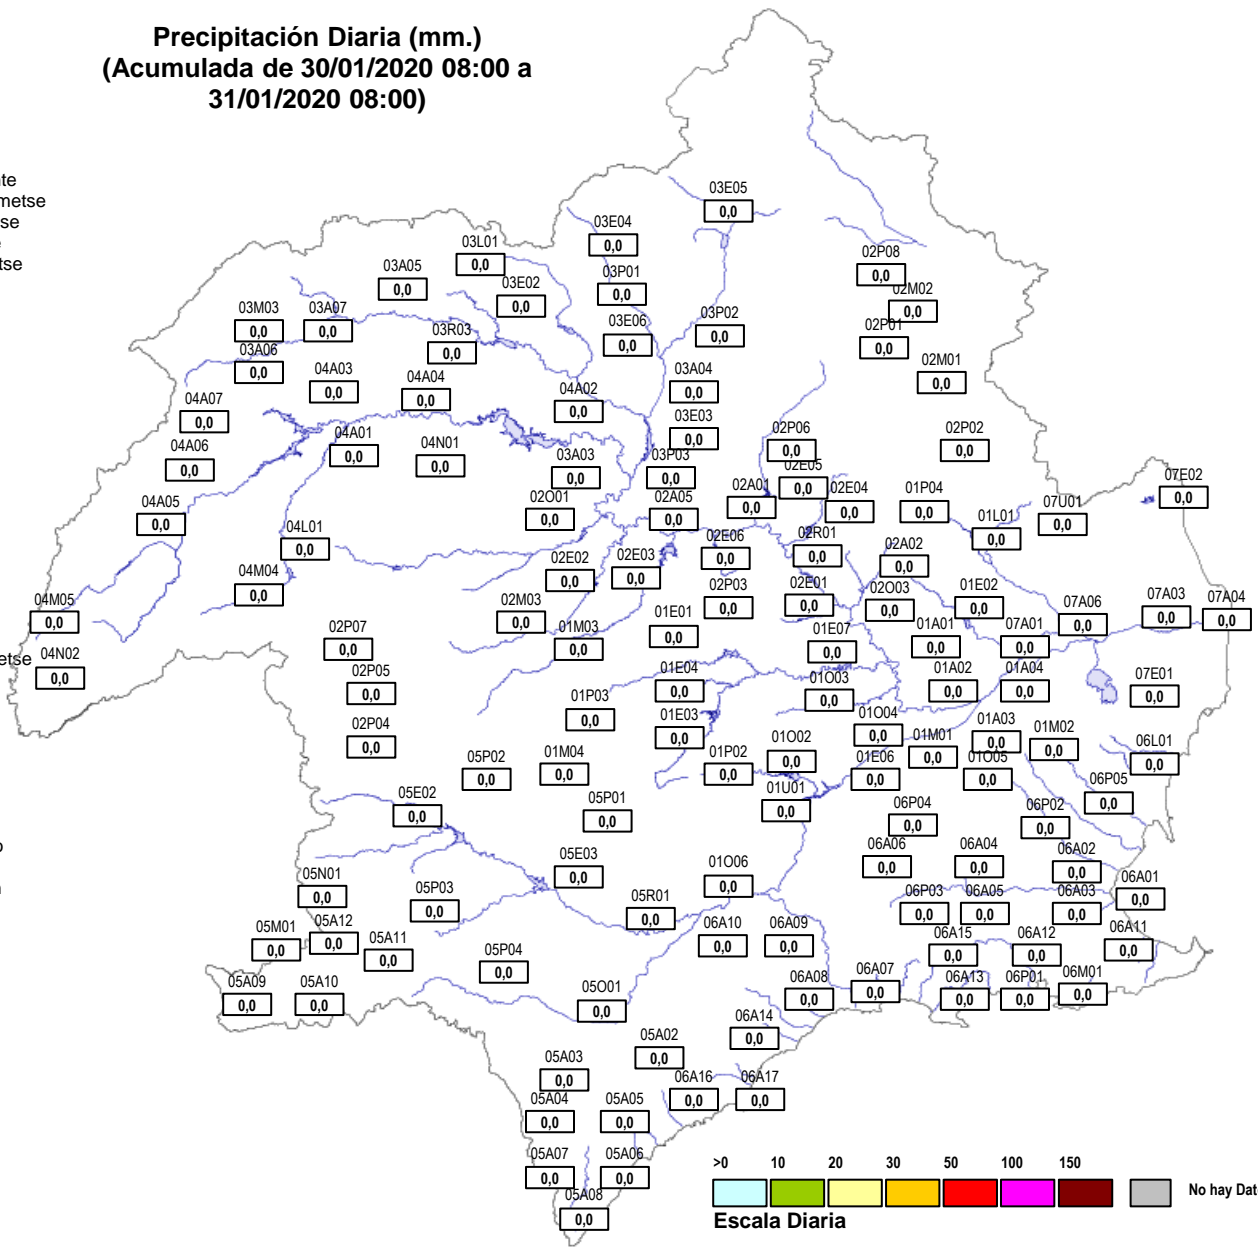 Precipitación Diaria (mm.)
(Acumulada de 30/01/2020 08:00 a
31/01/2020 08:00)
te
metse
se
tse
03E05
0,0
03E04
0,0
03L01
0,0
02P08
0,0
03A05
0,0
03P01
0,0
03E02
0,0
02M02
0,0
03M03
0,0
03A07
0,0
03P02
0,0
03E06
0,0
03R03
0,0
02P01
0,0
03A06
0,0
02M01
0,0
04A03
0,0
04A04
0,0
03A04
0,0
04A02
0,0
04A07
0,0
03E03
0,0
04A01
0,0
02P06
0,0
02P02
0,0
04A06
0,0
04N01
0,0
03A03
0,0
03P03
0,0
02E05
0,0
07E02
0,0
02A01
0,0
02E04
0,0
01P04
0,0
04A05
0,0
02O01
0,0
02A05
0,0
07U01
0,0
01L01
0,0
04L01
0,0
02E06
0,0
02R01
0,0
02A02
0,0
02E02
0,0
02E03
0,0
04M04
0,0
02P03
0,0
02E01
0,0
02O03
0,0
01E02
0,0
04M05
0,0
02M03
0,0
07A06
0,0
07A03
0,0
07A04
0,0
01E01
0,0
02P07
0,0
01M03
0,0
01E07
0,0
01A01
0,0
07A01
0,0
etse
04N02
0,0
02P05
0,0
01E04
0,0
01O03
0,0
01A02
0,0
01A04
0,0
07E01
0,0
01P03
0,0
02P04
0,0
01E03
0,0
01O04
0,0
01A03
0,0
01M02
0,0
01O02
0,0
01M01
0,0
06L01
0,0
05P02
0,0
01M04
0,0
01P02
0,0
01E06
0,0
01O05
0,0
05E02
0,0
05P01
0,0
01U01
0,0
06P05
0,0
06P04
0,0
06P02
0,0
o
05E03
0,0
01O06
0,0
06A06
0,0
06A04
0,0
06A02
0,0
05N01
0,0
05P03
0,0
05R01
0,0
06P03
0,0
06A05
0,0
06A03
0,0
06A01
0,0
05M01
0,0
05A12
0,0
05A11
0,0
06A10
0,0
06A09
0,0
06A15
0,0
06A12
0,0
06A11
0,0
05P04
0,0
05A09
0,0
05A10
0,0
05O01
0,0
06A08
0,0
06A07
0,0
06A13
0,0
06P01
0,0
06M01
0,0
06A14
0,0
05A02
0,0
05A03
0,0
06A16
0,0
06A17
0,0
05A04
0,0
05A05
0,0
05A07
0,0
05A06
0,0
05A08
0,0
>0 10 20 30 50 100 150
No hay Dat
Escala Diaria